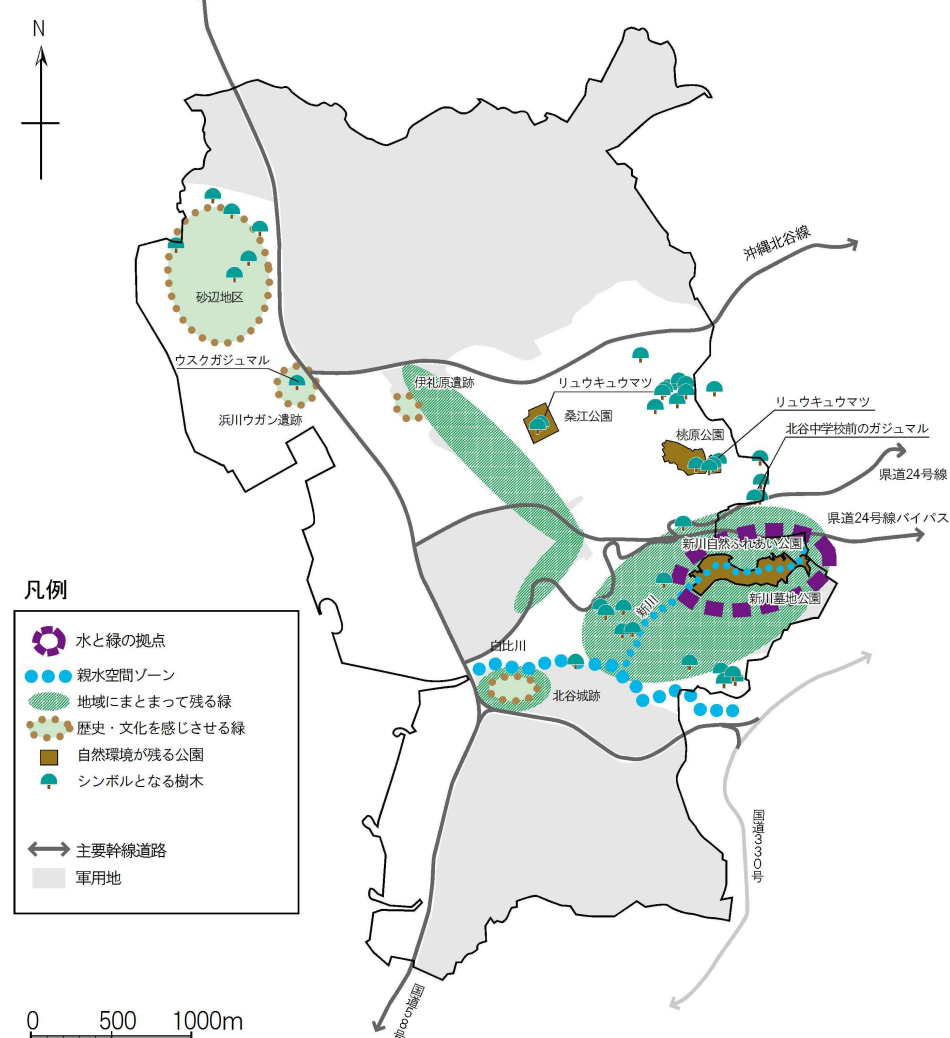 N
沖縄北谷線
砂辺地区
ウスクガジュマル
伊礼原遺跡
リュウキュウマツ
浜川ウガン遺跡
桑江公園
リュウキュウマツ
桃原公園
北谷中学校前のガジュマル
県道24号線
県道24号線バイパス
新川自然ふれあい公園
新川墓地公園
新川
白比川
北谷城跡
凡例
水と緑の拠点
親水空間ゾーン
地域にまとまって残る緑
歴史・文化を感じさせる緑
自然環境が残る公園
シンボルとなる樹木
主要幹線道路
軍用地
国道330号
国道58号
0 500 1000m